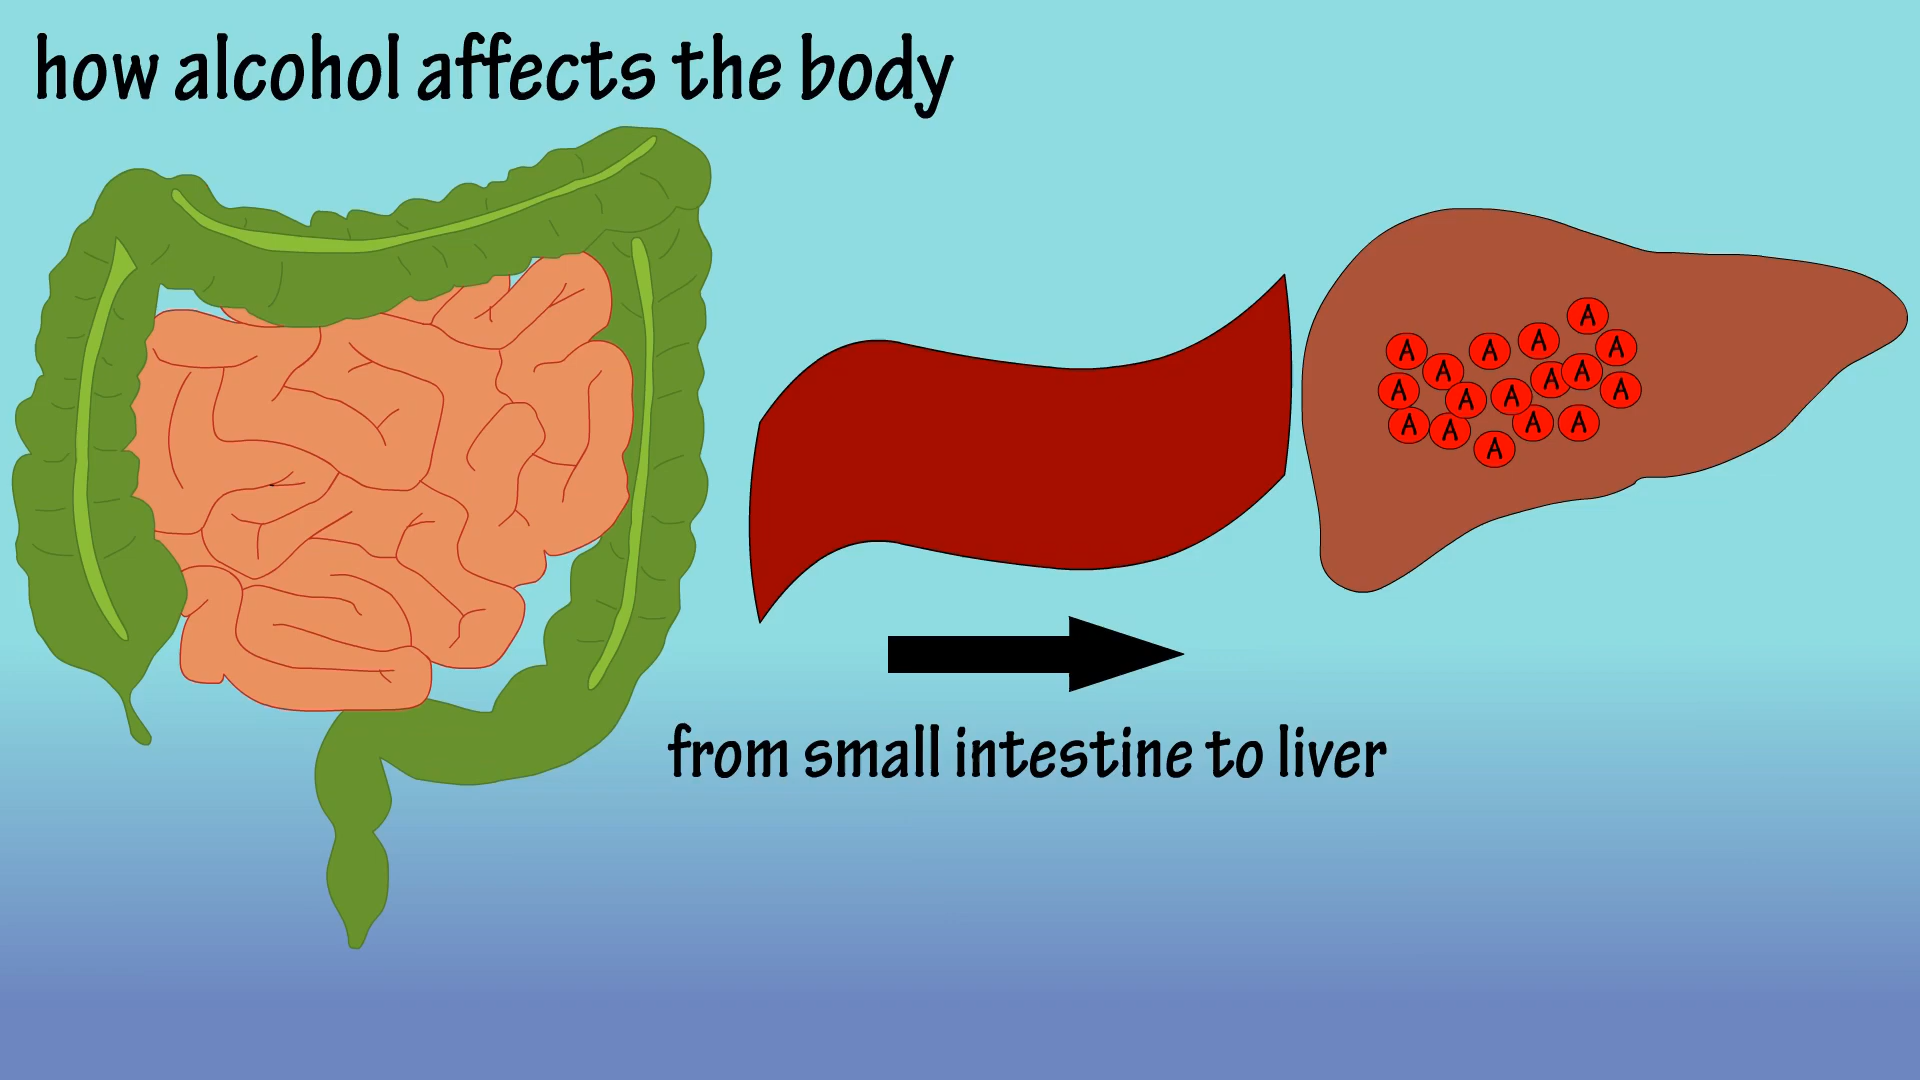 how alcohol affects the body
A
A A A
A A A A A
A A A
A A A A
A
from small intestine to liver